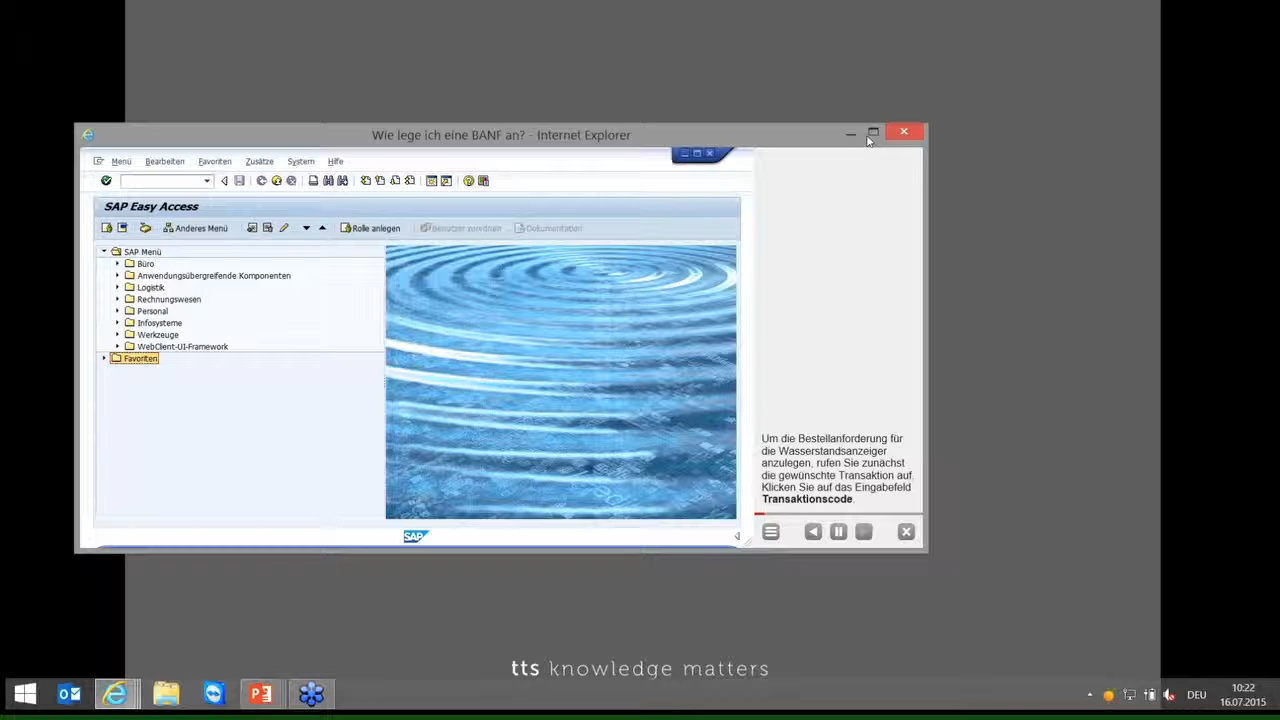 Wie lege ich eine BANF an? - Internet Explorer
Menü Bearbeiten Favoriten Zusätze System Hilfe
SAP Easy Access
Anderes Menü Rolle anlegen Benutzer zuordnen Dokumentation
SAP Menü
Büro
Anwendungsübergreifende Komponenten
Logistik
Rechnungswesen
Personal
Infosysteme
Werkzeuge
WebClient-UI-Framework
Favoriten
Um die Bestellanforderung für
die Wasserstandsanzeiger
anzulegen, rufen Sie zunächst
die gewünschte Transaktion auf.
Klicken Sie auf das Eingabefeld
Transaktionscode.
SAP
tts knowledge matters
DEU
10:22
16.07.2015